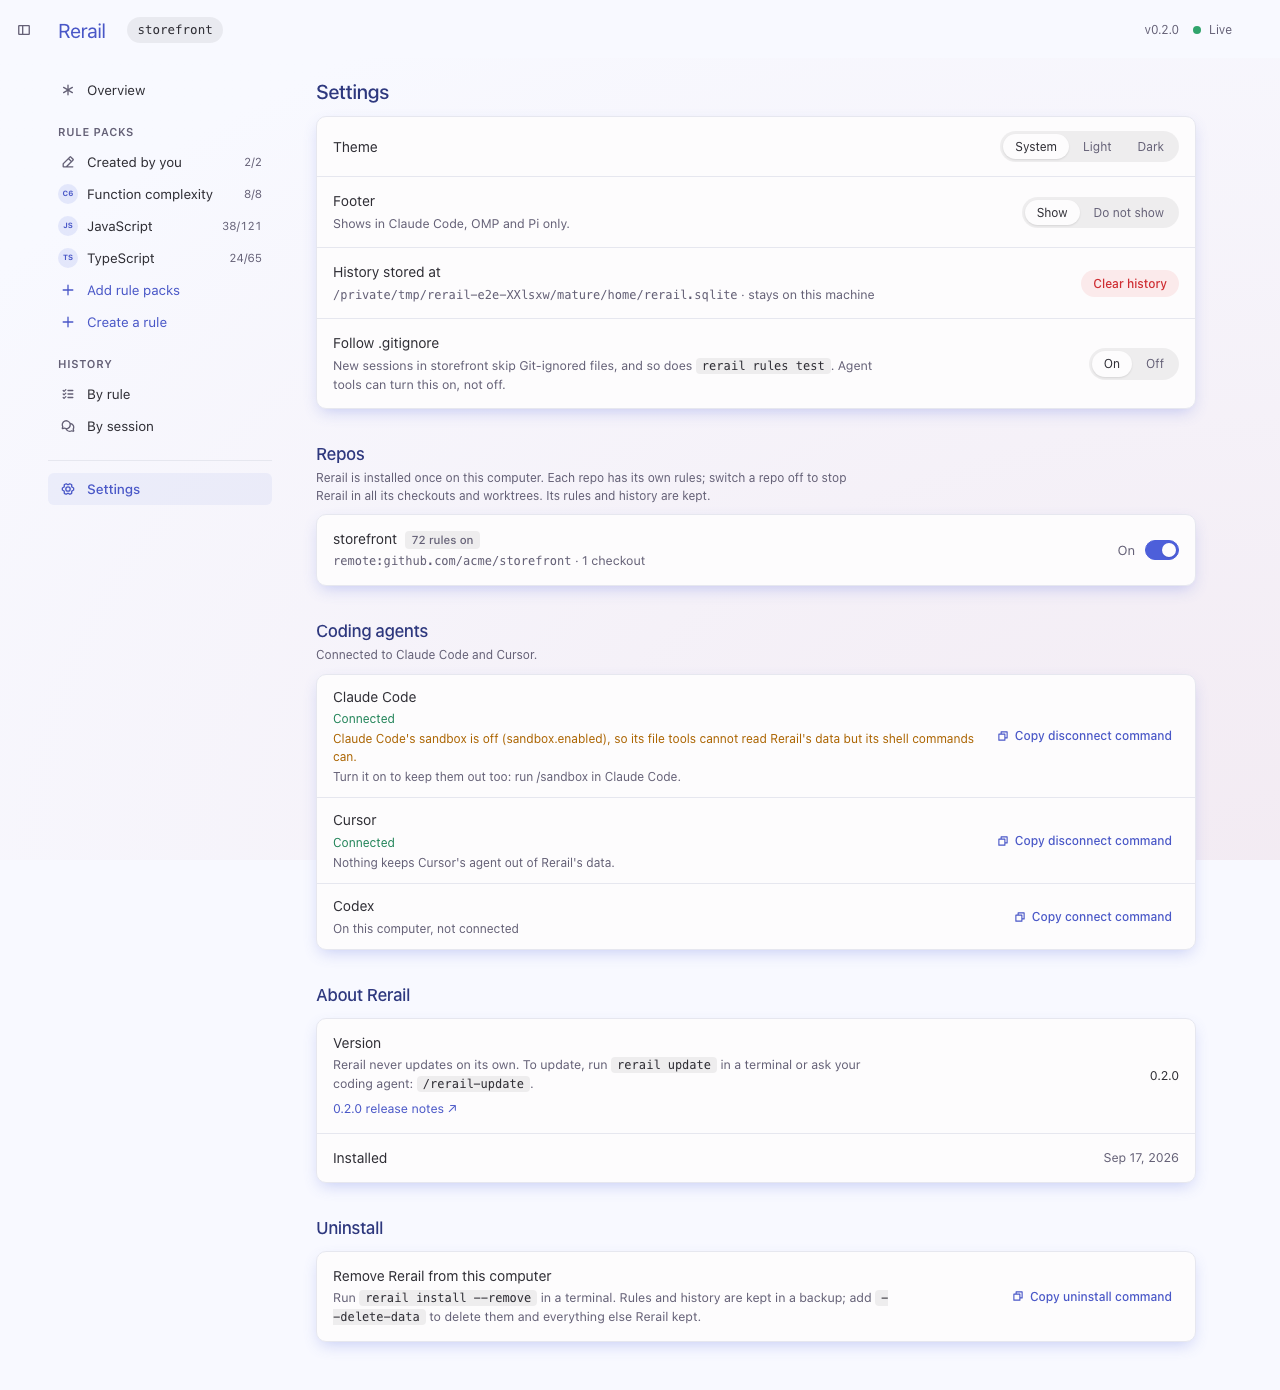 Rerail
storefront
v0.2.0
Live
Overview
RULE PACKS
Created by you 2/2
C6 Function complexity 8/8
JS JavaScript 38/121
TS TypeScript 24/65
Add rule packs
Create a rule
HISTORY
By rule
By session
Settings
Settings
Theme
System Light Dark
Footer
Shows in Claude Code, OMP and Pi only.
Show Do not show
History stored at
/private/tmp/rerail-e2e-XXlsxw/mature/home/rerail.sqlite · stays on this machine
Clear history
Follow .gitignore
New sessions in storefront skip Git-ignored files, and so does rerail rules test. Agent
tools can turn this on, not off.
On Off
Repos
Rerail is installed once on this computer. Each repo has its own rules; switch a repo off to stop
Rerail in all its checkouts and worktrees. Its rules and history are kept.
storefront 72 rules on
remote:github.com/acme/storefront · 1 checkout
On
Coding agents
Connected to Claude Code and Cursor.
Claude Code
Connected
Claude Code's sandbox is off (sandbox.enabled), so its file tools cannot read Rerail's data but its shell commands
can.
Turn it on to keep them out too: run /sandbox in Claude Code.
Copy disconnect command
Cursor
Connected
Nothing keeps Cursor's agent out of Rerail's data.
Copy disconnect command
Codex
On this computer, not connected
Copy connect command
About Rerail
Version
Rerail never updates on its own. To update, run rerail update in a terminal or ask your
coding agent: /rerail-update.
0.2.0 release notes ↗
0.2.0
Installed
Sep 17, 2026
Uninstall
Remove Rerail from this computer
Run rerail install --remove in a terminal. Rules and history are kept in a backup; add -
-delete-data to delete them and everything else Rerail kept.
Copy uninstall command